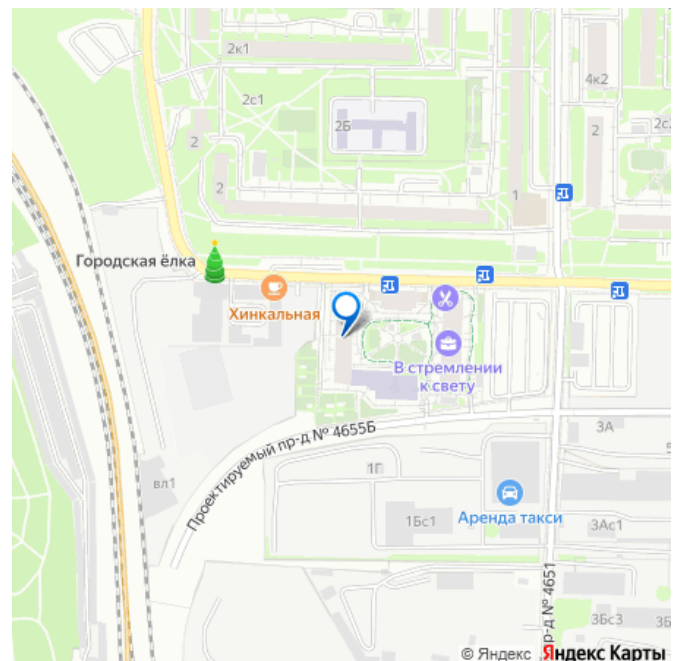 2к1
2с1
2Б
2
2
4к2
2
2с
1
Городская ёлка
Хинкальная
В стремлении
к свету
Проектируемый пр-д № 4655Б
вл1
1Г
1Бс1
Аренда такси
3А
3Ас1
3Бс3
3Б
пр-д № 4651
© Яндекс Яндекс Карты